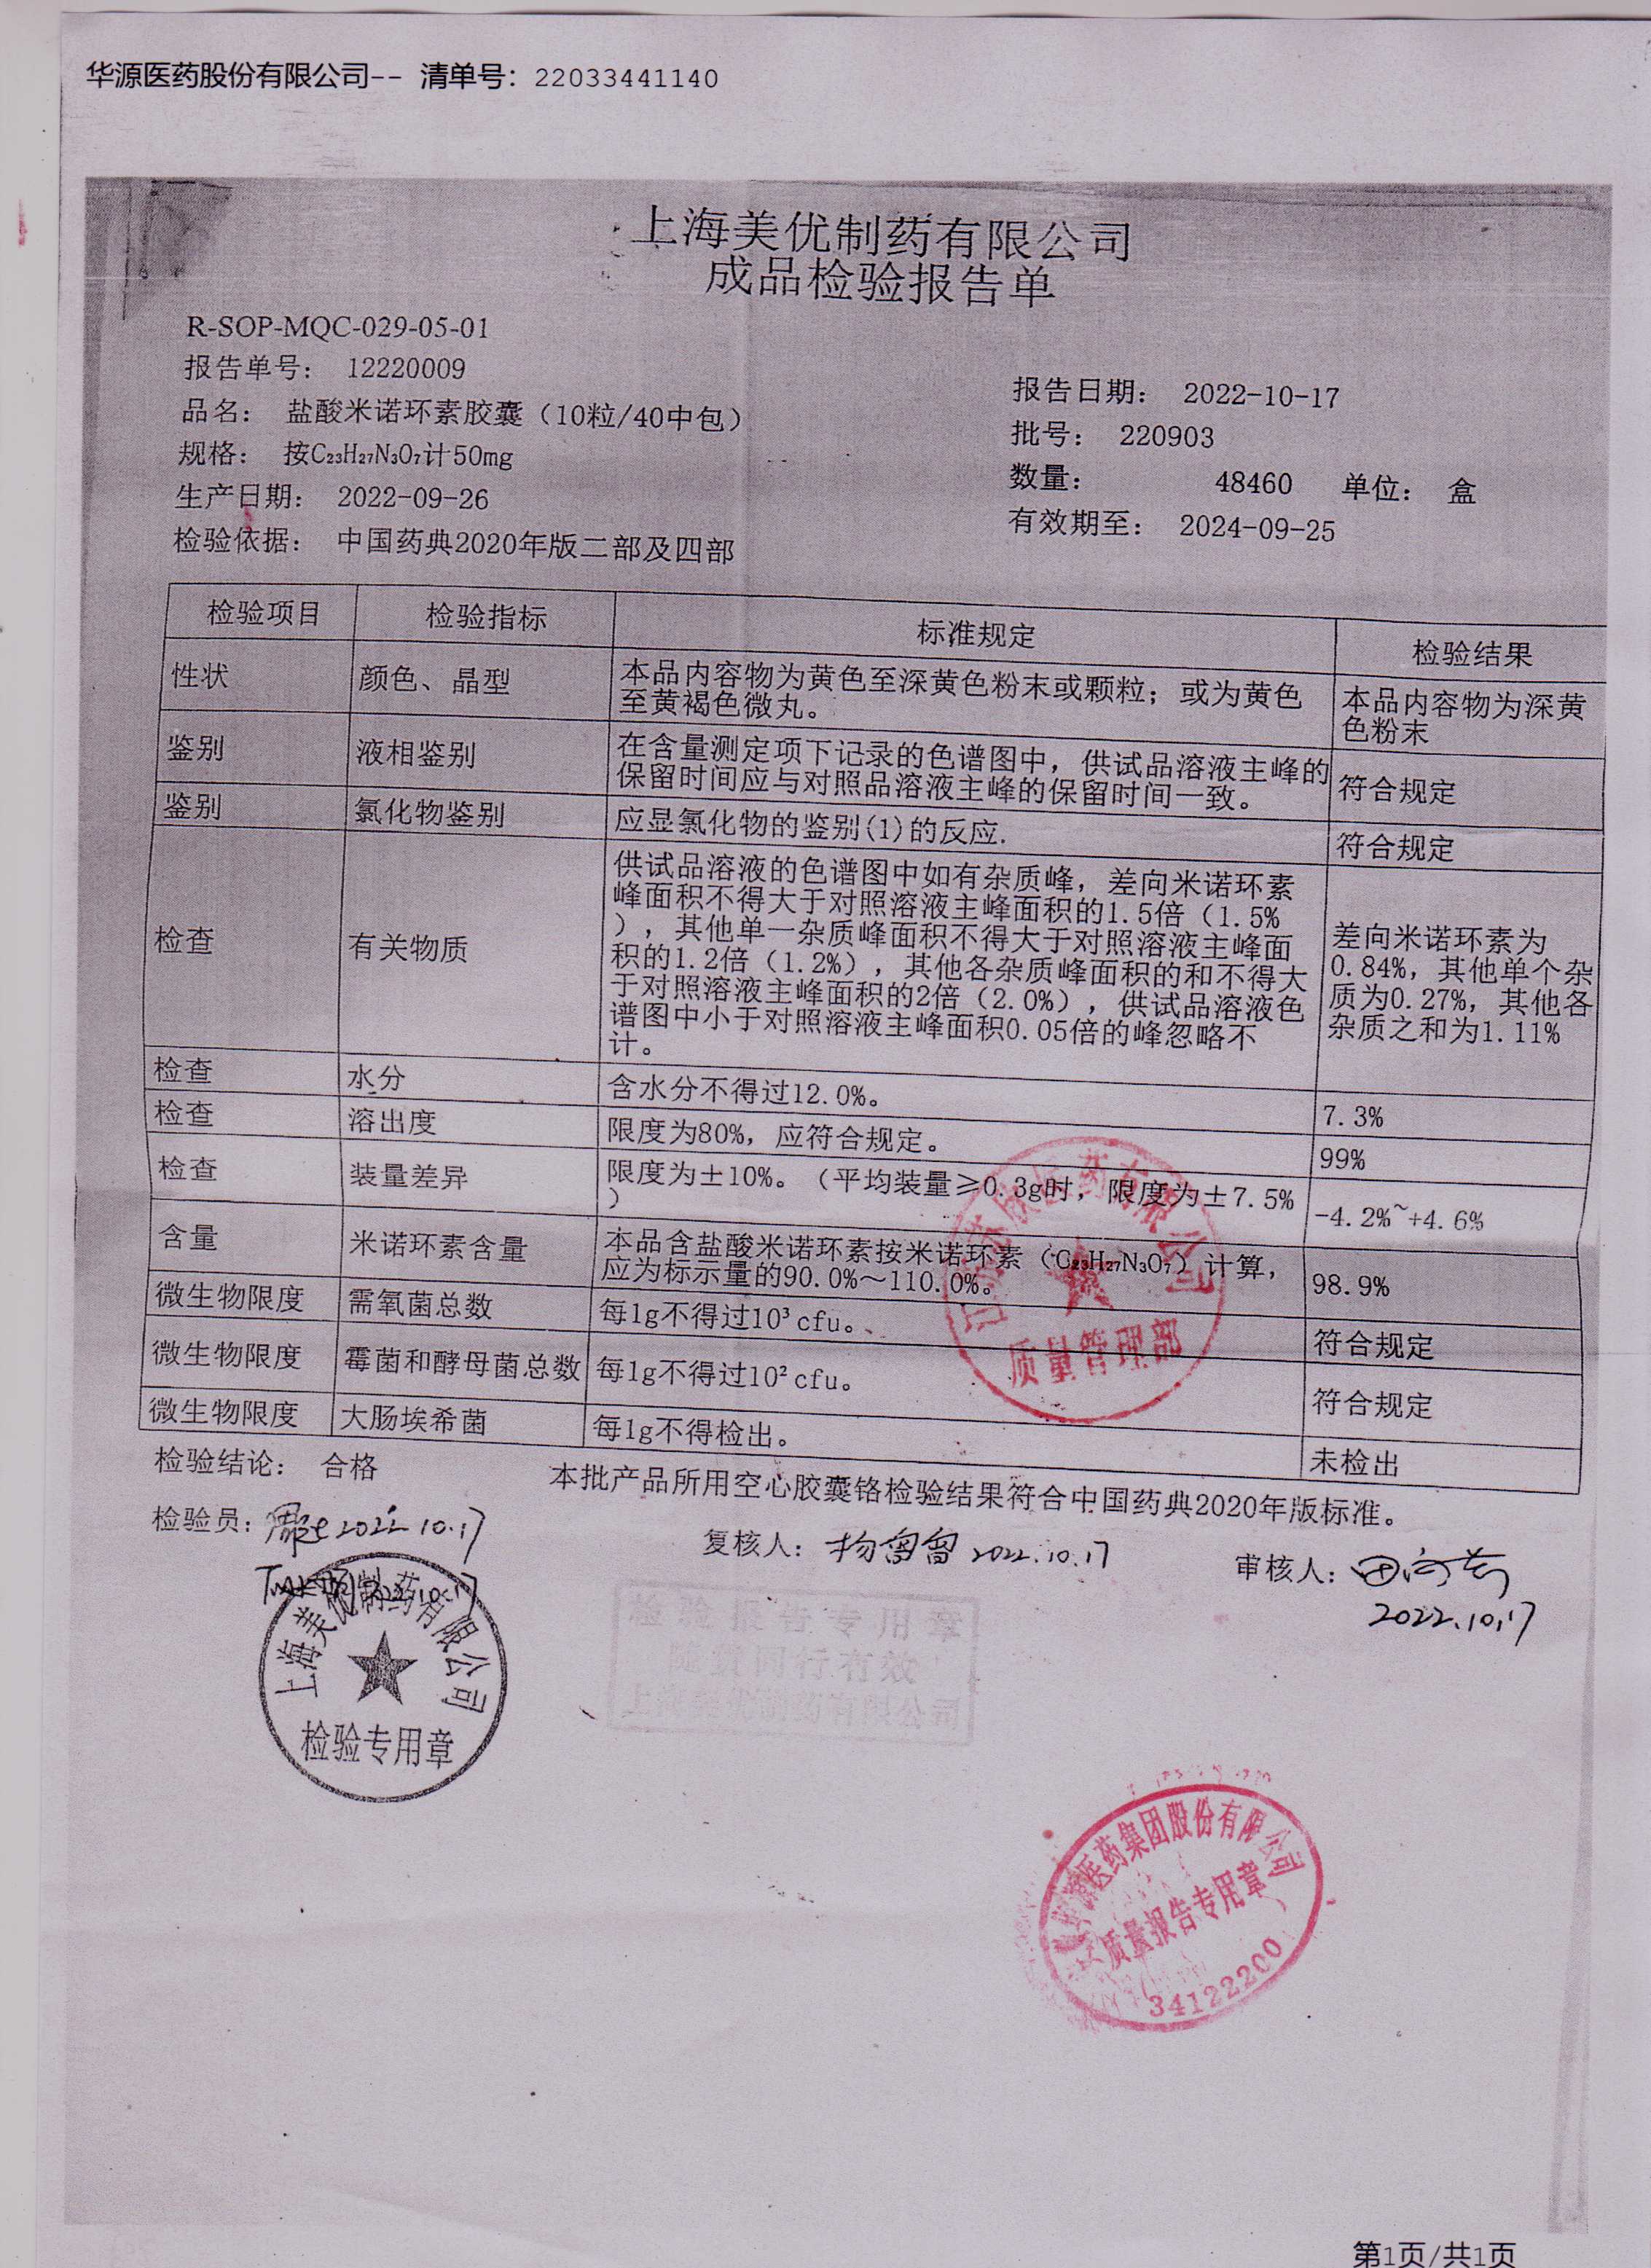 华源医药股份有限公司-- 清单号：22033441140
上海美优制药有限公司
成品检验报告单
R-SOP-MQC-029-05-01
报告单号： 12220009
报告日期： 2022-10-17
品名： 盐酸米诺环素胶囊（10粒/40中包）
批号： 220903
规格： 按C₂₃H₂₇N₃O₇计50mg
数量： 48460 单位： 盒
生产日期： 2022-09-26
有效期至： 2024-09-25
检验依据： 中国药典2020年版二部及四部
检验项目 检验指标 标准规定 检验结果
性状 颜色、晶型
本品内容物为黄色至深黄色粉末或颗粒；或为黄色
至黄褐色微丸。
本品内容物为深黄
色粉末
鉴别 液相鉴别
在含量测定项下记录的色谱图中，供试品溶液主峰的
保留时间应与对照品溶液主峰的保留时间一致。
符合规定
鉴别 氯化物鉴别 应显氯化物的鉴别(1)的反应. 符合规定
检查 有关物质
供试品溶液的色谱图中如有杂质峰，差向米诺环素
峰面积不得大于对照溶液主峰面积的1.5倍（1.5%
），其他单一杂质峰面积不得大于对照溶液主峰面
积的1.2倍（1.2%），其他各杂质峰面积的和不得大
于对照溶液主峰面积的2倍（2.0%），供试品溶液色
谱图中小于对照溶液主峰面积0.05倍的峰忽略不
计。
差向米诺环素为
0.84%，其他单个杂
质为0.27%，其他各
杂质之和为1.11%
检查 水分 含水分不得过12.0%。 7.3%
检查 溶出度 限度为80%，应符合规定。 99%
检查 装量差异
限度为±10%。（平均装量≥0.3g时，限度为±7.5%
）
-4.2%~+4.6%
含量 米诺环素含量
本品含盐酸米诺环素按米诺环素（C₂₃H₂₇N₃O₇）计算，
应为标示量的90.0%～110.0%。
98.9%
微生物限度 需氧菌总数 每1g不得过10³cfu。 符合规定
微生物限度 霉菌和酵母菌总数 每1g不得过10²cfu。 符合规定
微生物限度 大肠埃希菌 每1g不得检出。 未检出
质量管理部
检验结论： 合格
本批产品所用空心胶囊铬检验结果符合中国药典2020年版标准。
检验员： 2022 10.17
复核人： 2022.10.17
审核人：
2022.10.17
上海美优制药有限公司
检验专用章
检验报告专用章
随货同行有效
上海美优制药有限公司
医药集团股份有限公司
质量报告专用章
34122200
第1页/共1页